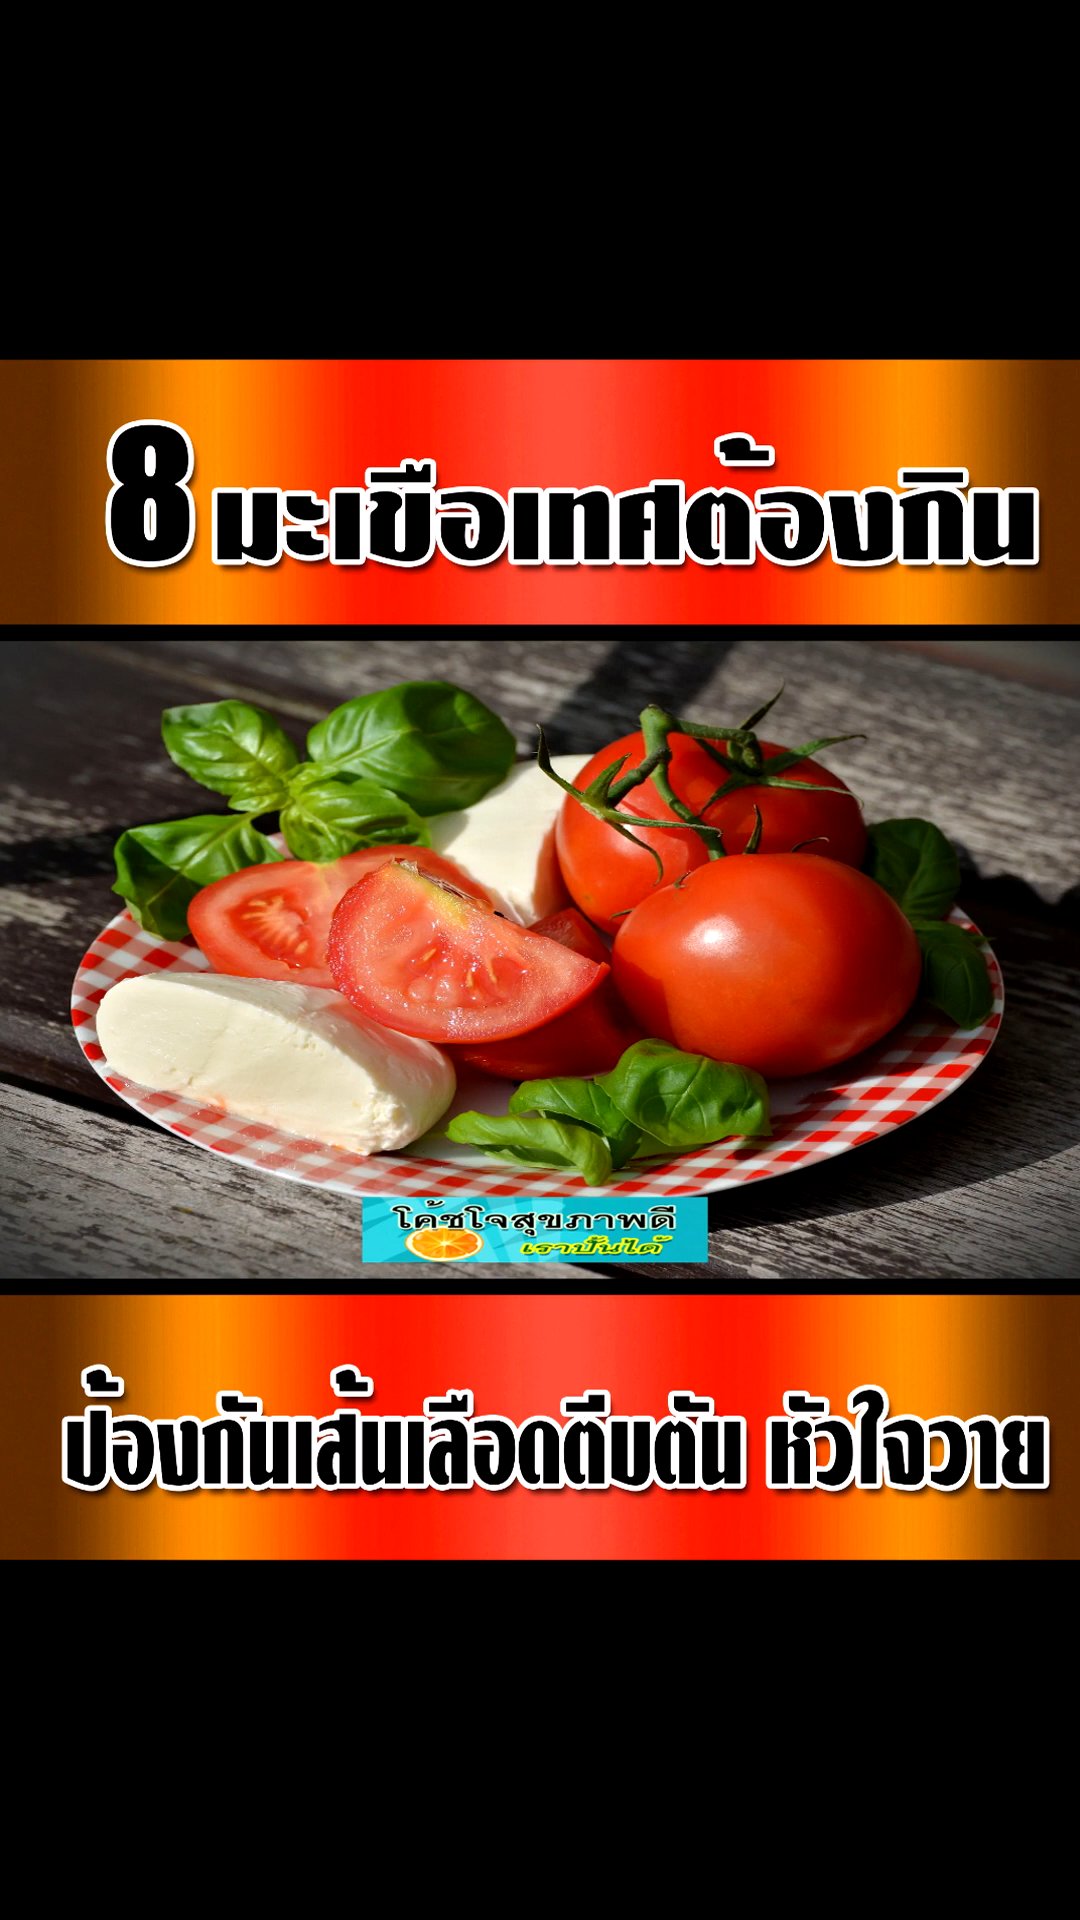 8 มะเขือเทศต้องกิน
โค้ชโจสุขภาพดี
เราปั้นได้
ป้องกันเส้นเลือดตีบตัน หัวใจวาย